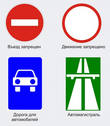 Въезд запрещен
Движение запрещено
Дорога для
автомобилей
Автомагистраль